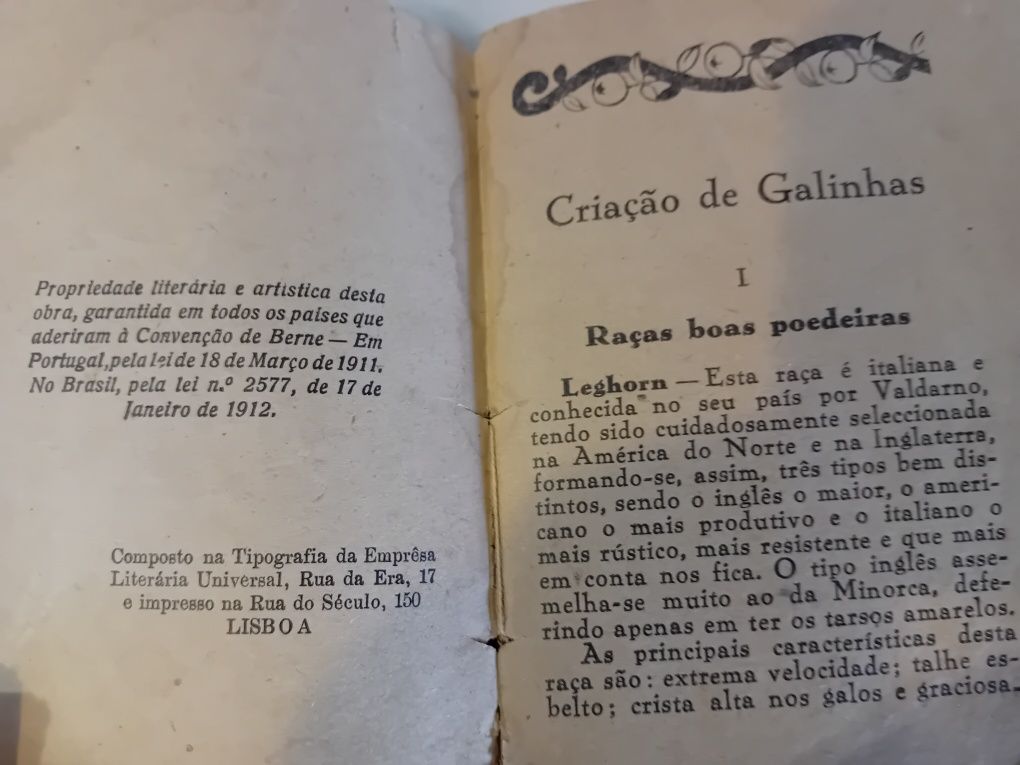 Propriedade literária e artistica desta
obra, garantida em todos os países que
aderiram à Convenção de Berne — Em
Portugal, pela lei de 18 de Março de 1911.
No Brasil, pela lei n.º 2577, de 17 de
Janeiro de 1912.
Composto na Tipografia da Emprêsa
Literária Universal, Rua da Era, 17
e impresso na Rua do Século, 150
LISBOA
Criação de Galinhas
I
Raças boas poedeiras
Leghorn — Esta raça é italiana e
conhecida no seu país por Valdarno,
tendo sido cuidadosamente seleccionada
na América do Norte e na Inglaterra,
formando-se, assim, três tipos bem dis-
tintos, sendo o inglês o maior, o ameri-
cano o mais produtivo e o italiano o
mais rústico, mais resistente e que mais
em conta nos fica. O tipo inglês asse-
melha-se muito ao da Minorca, defe-
rindo apenas em ter os tarsos amarelos.
As principais características desta
raça são: extrema velocidade; talhe es-
belto; crista alta nos galos e graciosa-